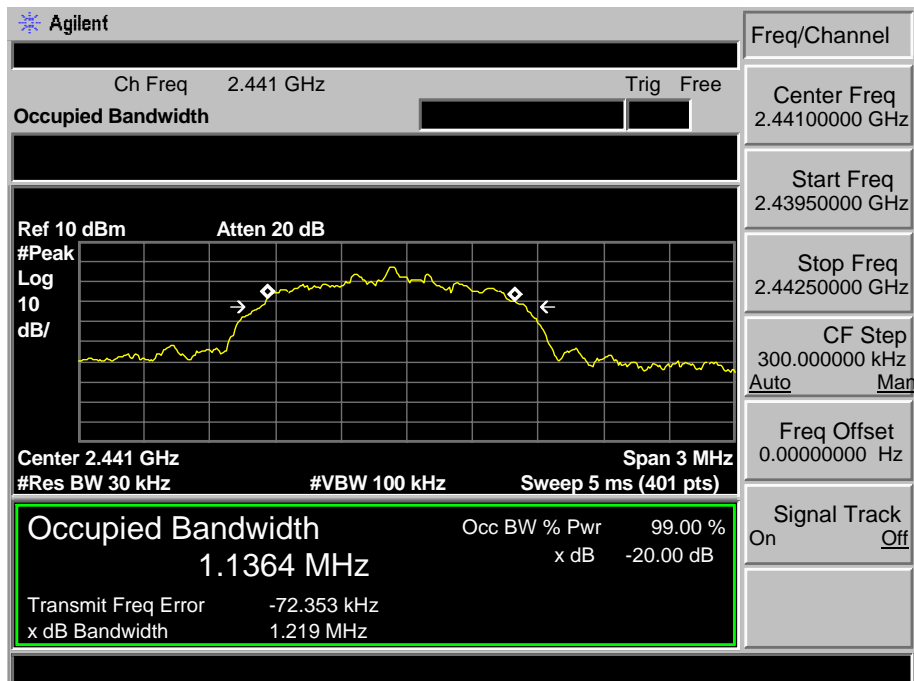 Agilent
Freq/Channel
Ch Freq 2.441 GHz Trig Free
Occupied Bandwidth
Center Freq
2.44100000 GHz
Start Freq
2.43950000 GHz
Ref 10 dBm Atten 20 dB
#Peak
Log
10
dB/
Stop Freq
2.44250000 GHz
CF Step
300.000000 kHz
Auto Man
Freq Offset
0.00000000 Hz
Center 2.441 GHz Span 3 MHz
#Res BW 30 kHz #VBW 100 kHz Sweep 5 ms (401 pts)
Signal Track
On Off
Occupied Bandwidth
1.1364 MHz
Occ BW % Pwr 99.00 %
x dB -20.00 dB
Transmit Freq Error -72.353 kHz
x dB Bandwidth 1.219 MHz